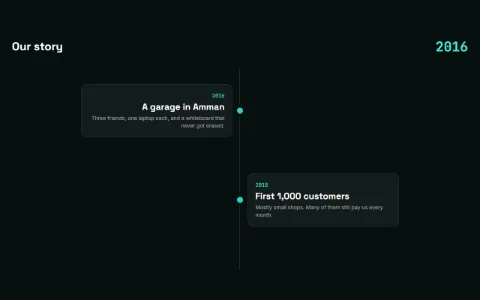 Our story
2016
2016
A garage in Amman
Three friends, one laptop each, and a whiteboard that
never got erased.
2018
First 1,000 customers
Mostly small shops. Many of them still pay us every
month.